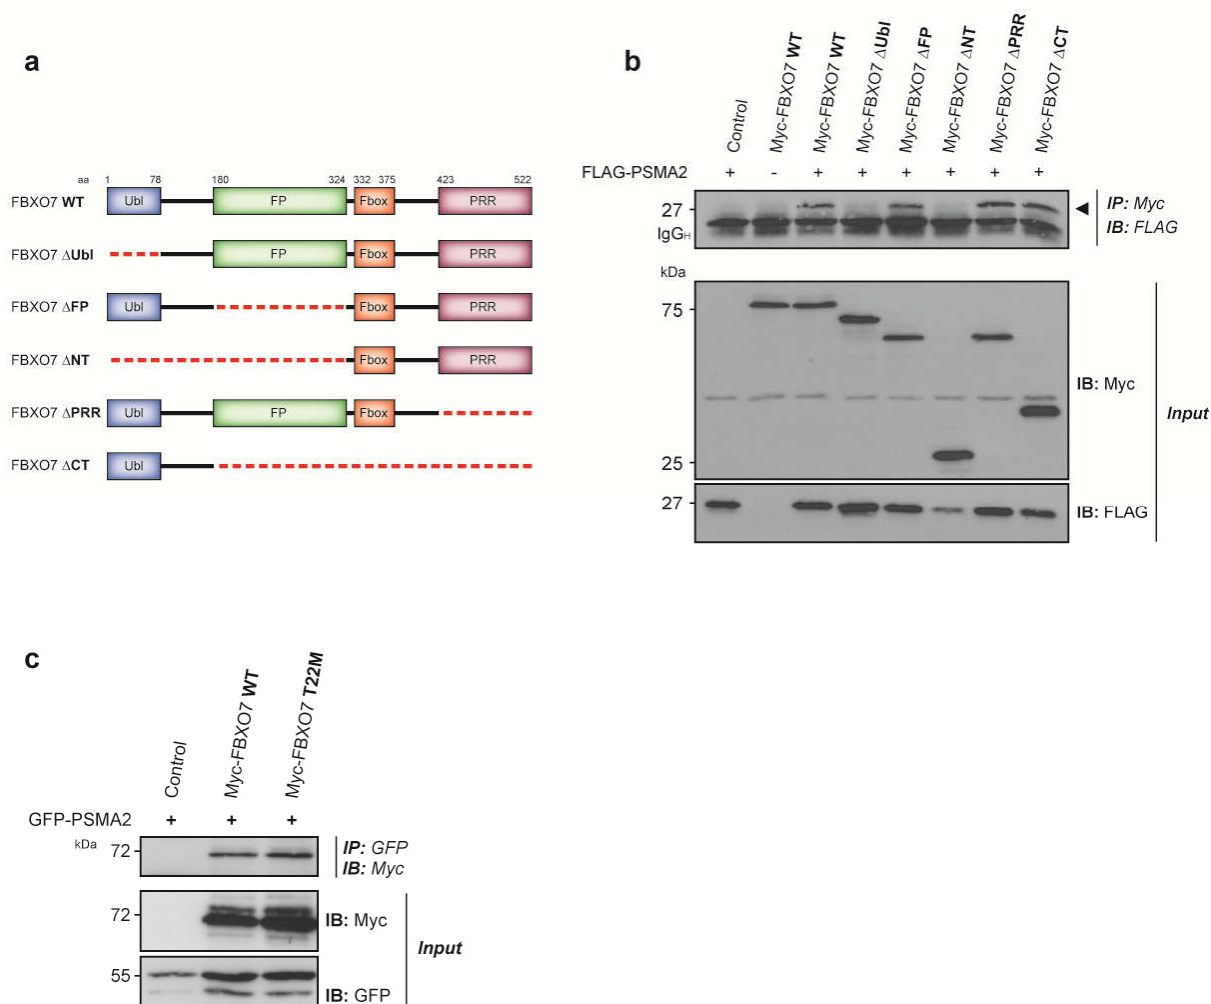 a
aa 1 78 180 324 332 375 423 522
FBXO7 WT Ubl FP Fbox PRR
FBXO7 ΔUbl FP Fbox PRR
FBXO7 ΔFP Ubl Fbox PRR
FBXO7 ΔNT Fbox PRR
FBXO7 ΔPRR Ubl FP Fbox
FBXO7 ΔCT Ubl
b
Control
Myc-FBXO7 WT
Myc-FBXO7 WT
Myc-FBXO7 ΔUbl
Myc-FBXO7 ΔFP
Myc-FBXO7 ΔNT
Myc-FBXO7 ΔPRR
Myc-FBXO7 ΔCT
FLAG-PSMA2 + - + + + + + +
27
IgGH
IP: Myc
IB: FLAG
kDa
75
25
IB: Myc
27
IB: FLAG
Input
c
Control
Myc-FBXO7 WT
Myc-FBXO7 T22M
GFP-PSMA2 + + +
kDa 72
IP: GFP
IB: Myc
72
IB: Myc
55
IB: GFP
Input